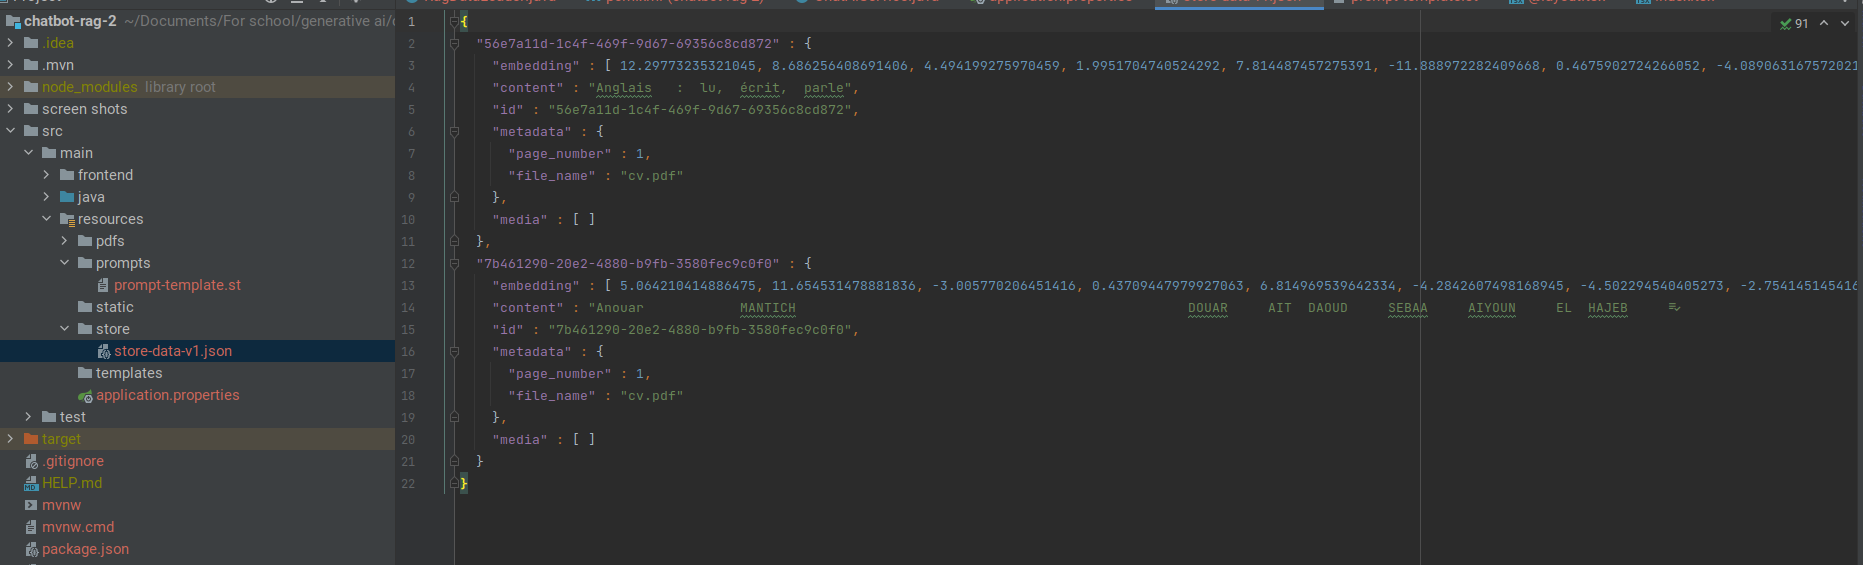 chatbot-rag-2 ~/Documents/For school/generative ai/
.idea
.mvn
node_modules library root
screen shots
src
main
frontend
java
resources
pdfs
prompts
prompt-template.st
static
store
store-data-v1.json
templates
application.properties
test
target
.gitignore
HELP.md
mvnw
mvnw.cmd
package.json
91
1 {
2 "56e7a11d-1c4f-469f-9d67-69356c8cd872" : {
3 "embedding" : [ 12.29773235321045, 8.686256408691406, 4.494199275970459, 1.9951704740524292, 7.814487457275391, -11.888972282409668, 0.4675902724266052, -4.089063167572021
4 "content" : "Anglais : lu, écrit, parle",
5 "id" : "56e7a11d-1c4f-469f-9d67-69356c8cd872",
6 "metadata" : {
7 "page_number" : 1,
8 "file_name" : "cv.pdf"
9 },
10 "media" : [ ]
11 },
12 "7b461290-20e2-4880-b9fb-3580fec9c0f0" : {
13 "embedding" : [ 5.064210414886475, 11.654531478881836, -3.005770206451416, 0.43709447979927063, 6.814969539642334, -4.2842607498168945, -4.502294540405273, -2.754145145416
14 "content" : "Anouar MANTICH DOUAR AIT DAOUD SEBAA AIYOUN EL HAJEB
15 "id" : "7b461290-20e2-4880-b9fb-3580fec9c0f0",
16 "metadata" : {
17 "page_number" : 1,
18 "file_name" : "cv.pdf"
19 },
20 "media" : [ ]
21 }
22 }